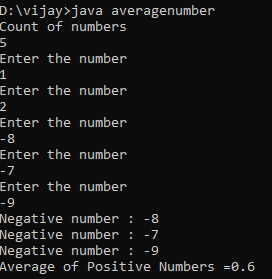 D:\vijay>java averagenumber
Count of numbers
5
Enter the number
1
Enter the number
2
Enter the number
-8
Enter the number
-7
Enter the number
-9
Negative number : -8
Negative number : -7
Negative number : -9
Average of Positive Numbers =0.6